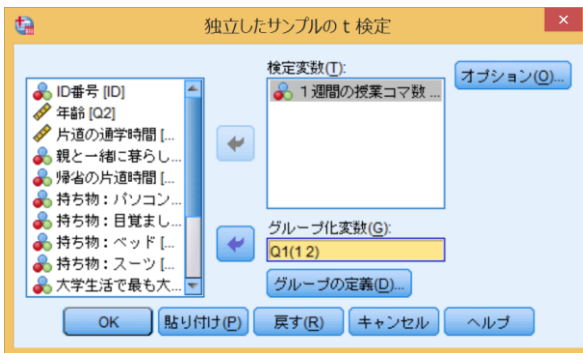 独立したサンプルの t 検定
ID番号 [ID]
年齢 [Q2]
片道の通学時間 [...
親と一緒に暮らし...
帰省の片道時間 [...
持ち物：パソコン...
持ち物：目覚まし...
持ち物：ベッド [...
持ち物：スーツ [...
大学生活で最も大...
検定変数(T):
１週間の授業コマ数 ...
オプション(O)...
グループ化変数(G):
Q1(1 2)
グループの定義(D)...
OK
貼り付け(P)
戻す(R)
キャンセル
ヘルプ